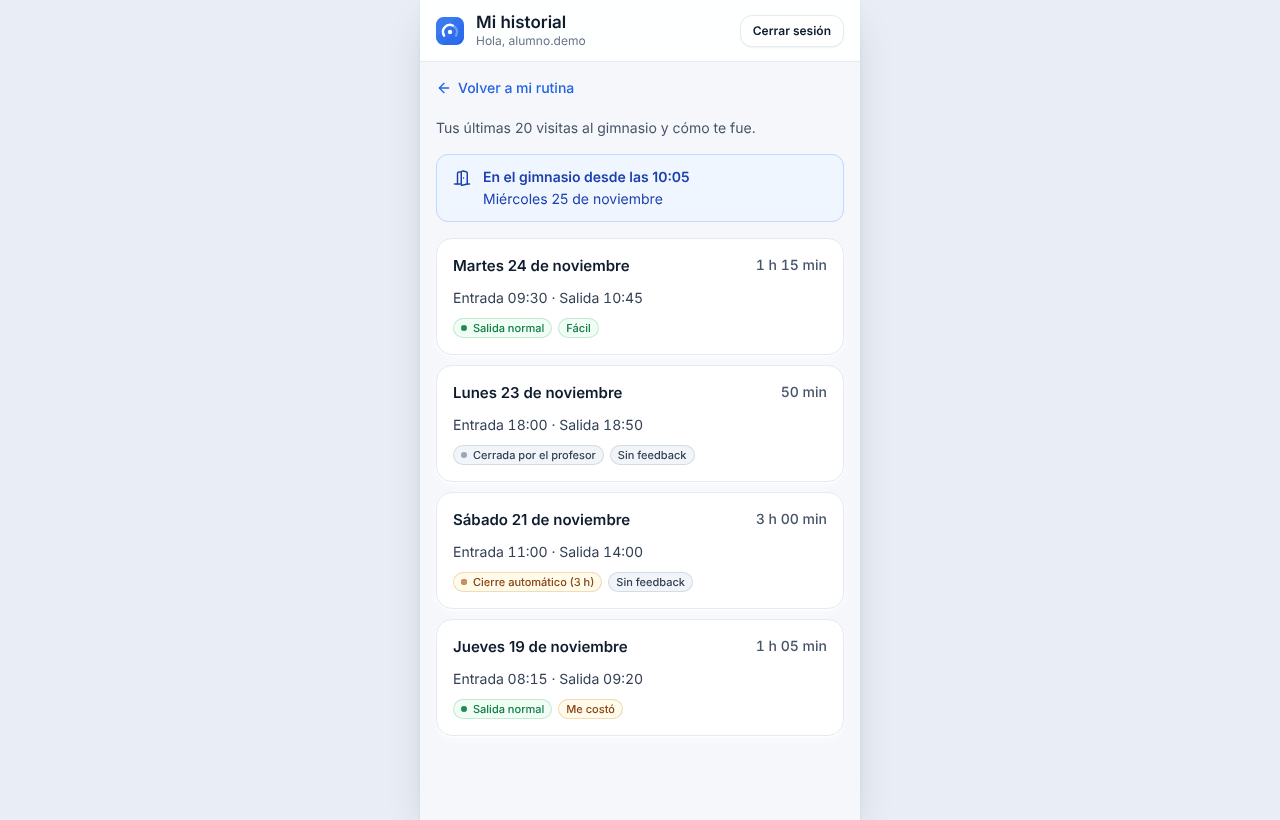 Mi historial
Hola, alumno.demo
Cerrar sesión
Volver a mi rutina
Tus últimas 20 visitas al gimnasio y cómo te fue.
En el gimnasio desde las 10:05
Miércoles 25 de noviembre
Martes 24 de noviembre
1 h 15 min
Entrada 09:30 · Salida 10:45
Salida normal
Fácil
Lunes 23 de noviembre
50 min
Entrada 18:00 · Salida 18:50
Cerrada por el profesor
Sin feedback
Sábado 21 de noviembre
3 h 00 min
Entrada 11:00 · Salida 14:00
Cierre automático (3 h)
Sin feedback
Jueves 19 de noviembre
1 h 05 min
Entrada 08:15 · Salida 09:20
Salida normal
Me costó